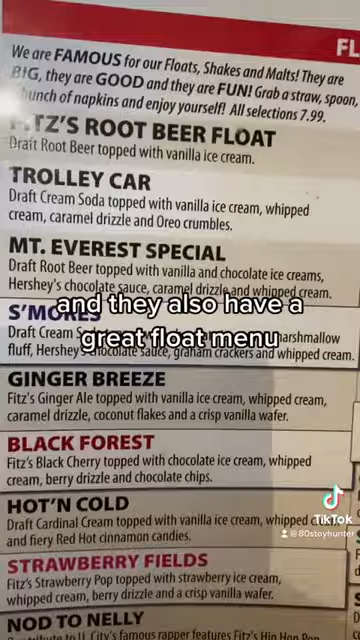 FL
We are FAMOUS for our Floats, Shakes and Malts! They are
BIG, they are GOOD and they are FUN! Grab a straw, spoon,
bunch of napkins and enjoy yourself! All selections 7.99.
FITZ'S ROOT BEER FLOAT
Draft Root Beer topped with vanilla ice cream.
TROLLEY CAR
Draft Cream Soda topped with vanilla ice cream, whipped
cream, caramel drizzle and Oreo crumbles.
MT. EVEREST SPECIAL
Draft Root Beer topped with vanilla and chocolate ice creams,
Hershey's chocolate sauce, caramel drizzle and whipped cream.
and they also have a
great float menu
S'MORES
Draft Cream marshmallow
fluff, Hershey's chocolate sauce, graham crackers and whipped cream.
GINGER BREEZE
Fitz's Ginger Ale topped with vanilla ice cream, whipped cream,
caramel drizzle, coconut flakes and a crisp vanilla wafer.
BLACK FOREST
Fitz's Black Cherry topped with chocolate ice cream, whipped
cream, berry drizzle and chocolate chips.
HOT'N COLD
Draft Cardinal Cream topped with vanilla ice cream, whipped
and fiery Red Hot cinnamon candies.
TikTok
@80stoyhunter
STRAWBERRY FIELDS
Fitz's Strawberry Pop topped with strawberry ice cream,
whipped cream, berry drizzle and a crisp vanilla wafer.
NOD TO NELLY
to U. City's famous rapper features Fitz's Hip Hop Pop